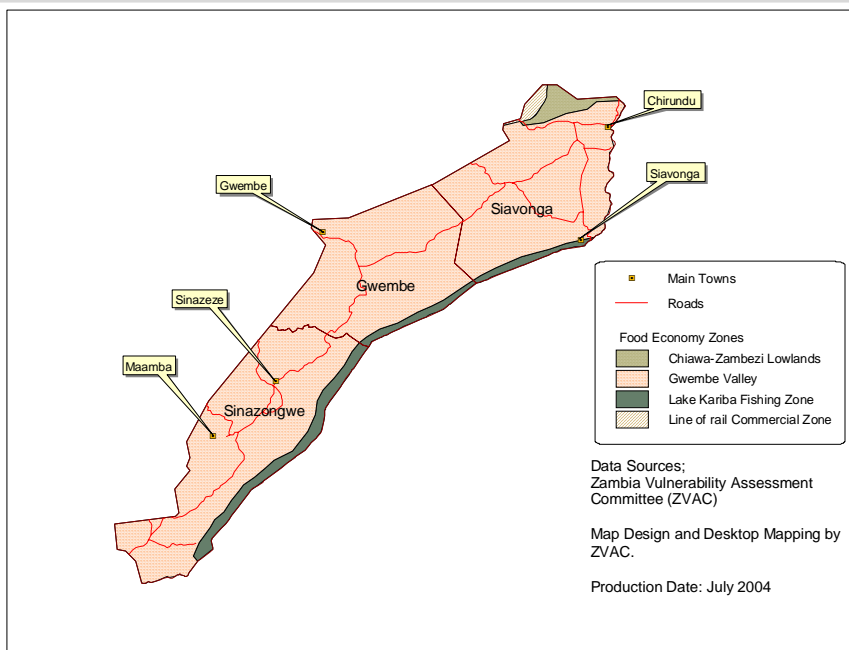 Chirundu
Siavonga
Gwembe
Siavonga
Gwembe
Sinazeze
Maamba
Sinazongwe
Main Towns
Roads
Food Economy Zones
Chiawa-Zambezi Lowlands
Gwembe Valley
Lake Kariba Fishing Zone
Line of rail Commercial Zone
Data Sources;
Zambia Vulnerability Assessment
Committee (ZVAC)
Map Design and Desktop Mapping by
ZVAC.
Production Date: July 2004